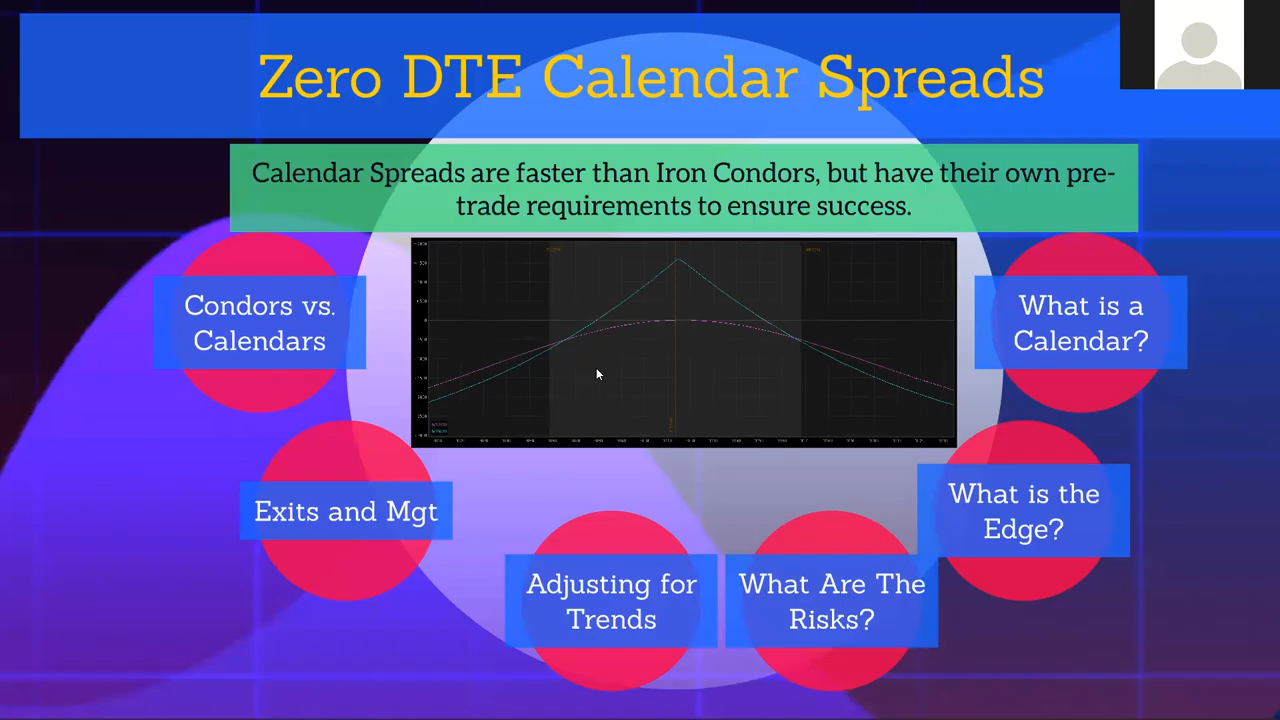 Zero DTE Calendar Spreads
Calendar Spreads are faster than Iron Condors, but have their own pre-
trade requirements to ensure success.
Condors vs.
Calendars
What is a
Calendar?
Exits and Mgt
What is the
Edge?
Adjusting for
Trends
What Are The
Risks?